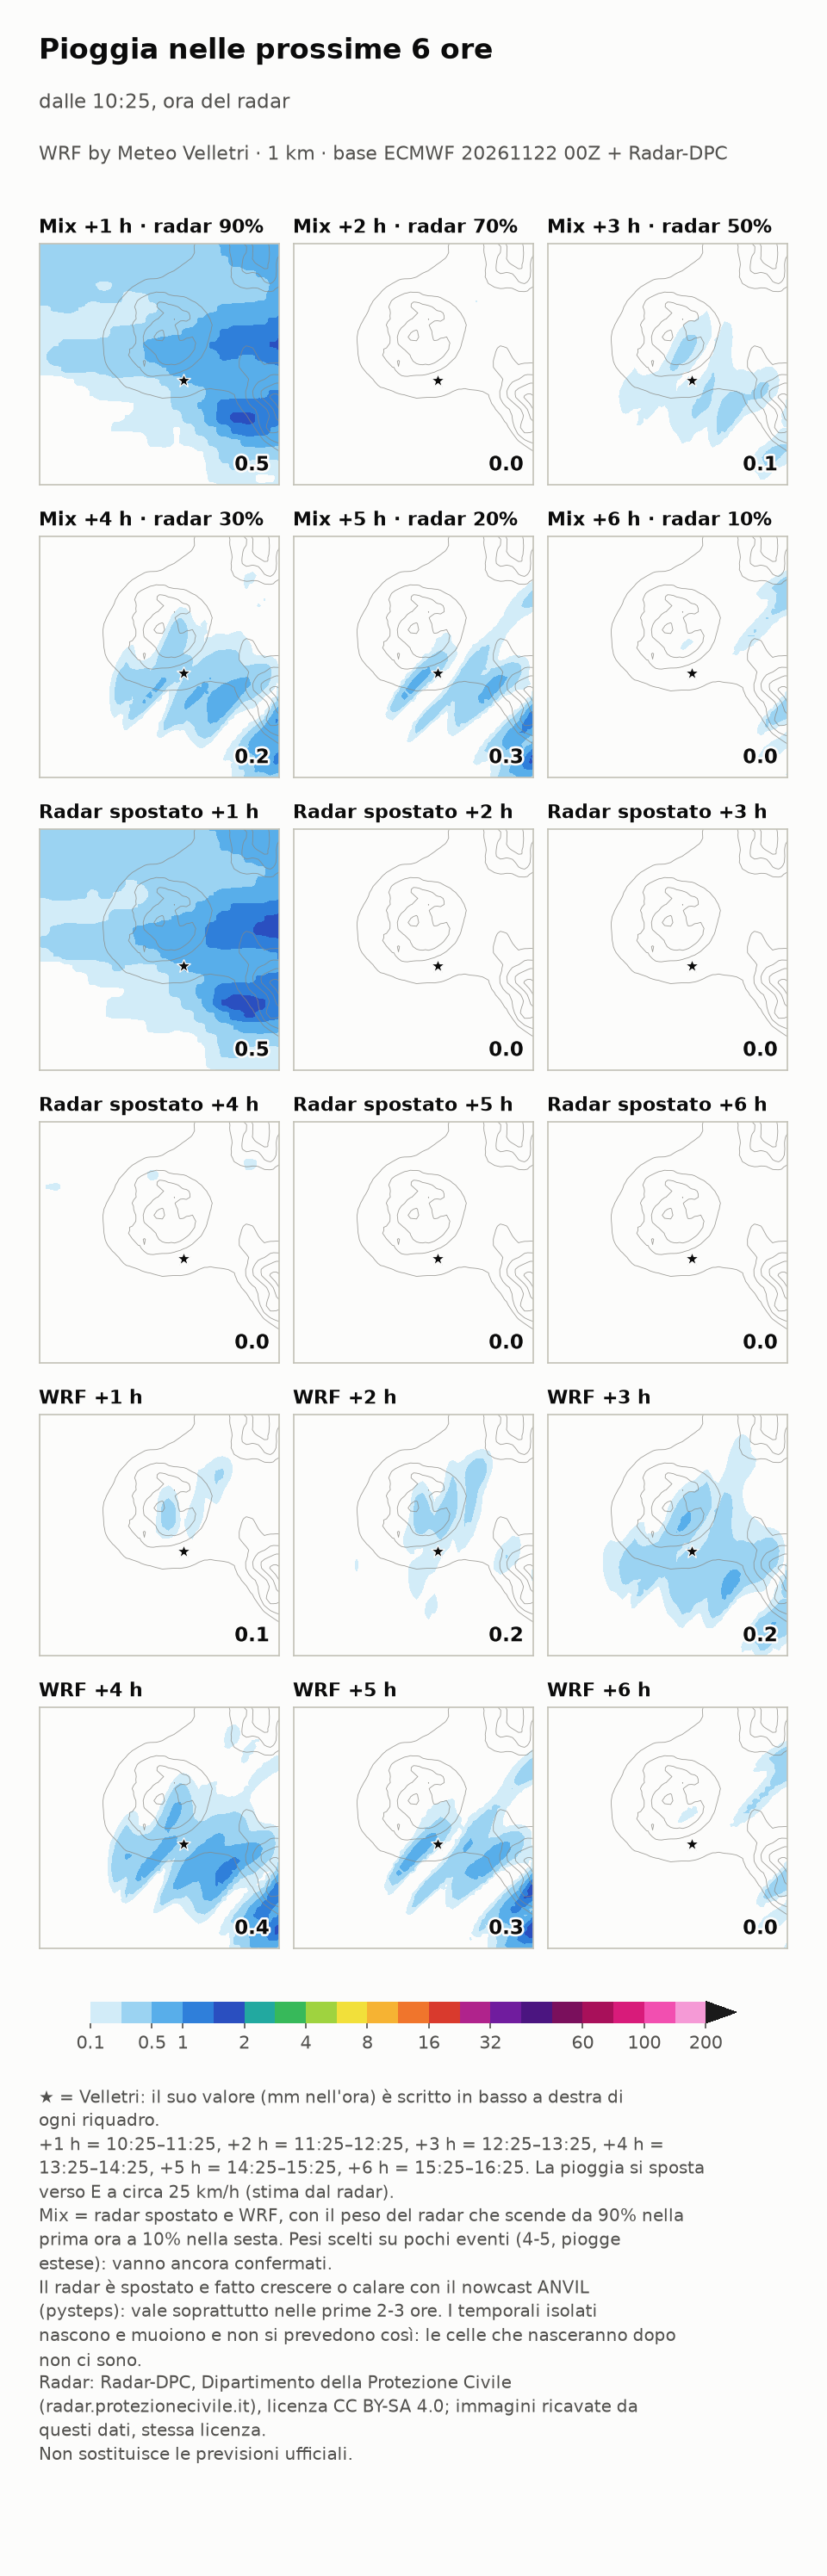 Pioggia nelle prossime 6 ore
dalle 10:25, ora del radar
WRF by Meteo Velletri · 1 km · base ECMWF 20261122 00Z + Radar-DPC
Mix +1 h · radar 90%
Mix +2 h · radar 70%
Mix +3 h · radar 50%
0.5
0.0
0.1
Mix +4 h · radar 30%
Mix +5 h · radar 20%
Mix +6 h · radar 10%
0.2
0.3
0.0
Radar spostato +1 h
Radar spostato +2 h
Radar spostato +3 h
0.5
0.0
0.0
Radar spostato +4 h
Radar spostato +5 h
Radar spostato +6 h
0.0
0.0
0.0
WRF +1 h
WRF +2 h
WRF +3 h
0.1
0.2
0.2
WRF +4 h
WRF +5 h
WRF +6 h
0.4
0.3
0.0
0.1 0.5 1 2 4 8 16 32 60 100 200
★ = Velletri: il suo valore (mm nell'ora) è scritto in basso a destra di
ogni riquadro.
+1 h = 10:25–11:25, +2 h = 11:25–12:25, +3 h = 12:25–13:25, +4 h =
13:25–14:25, +5 h = 14:25–15:25, +6 h = 15:25–16:25. La pioggia si sposta
verso E a circa 25 km/h (stima dal radar).
Mix = radar spostato e WRF, con il peso del radar che scende da 90% nella
prima ora a 10% nella sesta. Pesi scelti su pochi eventi (4-5, piogge
estese): vanno ancora confermati.
Il radar è spostato e fatto crescere o calare con il nowcast ANVIL
(pysteps): vale soprattutto nelle prime 2-3 ore. I temporali isolati
nascono e muoiono e non si prevedono così: le celle che nasceranno dopo
non ci sono.
Radar: Radar-DPC, Dipartimento della Protezione Civile
(radar.protezionecivile.it), licenza CC BY-SA 4.0; immagini ricavate da
questi dati, stessa licenza.
Non sostituisce le previsioni ufficiali.